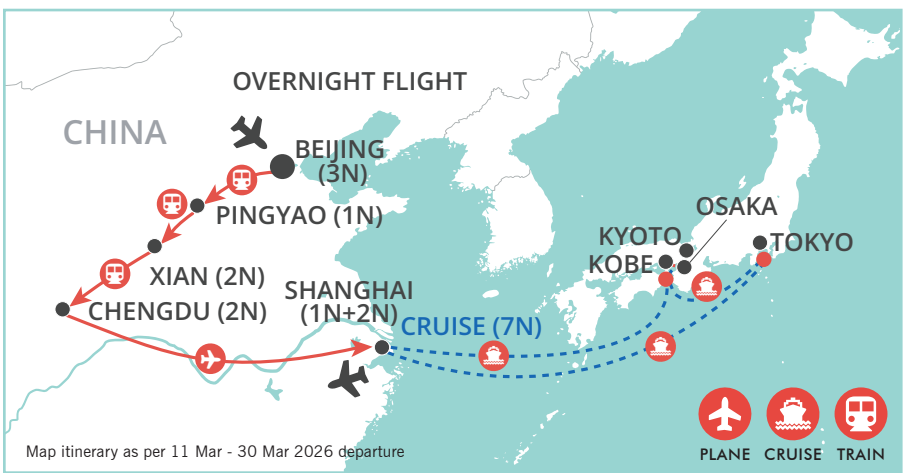 OVERNIGHT FLIGHT
CHINA
BEIJING
(3N)
PINGYAO (1N)
XIAN (2N)
CHENGDU (2N)
SHANGHAI
(1N+2N)
CRUISE (7N)
OSAKA
KYOTO
TOKYO
KOBE
PLANE
CRUISE
TRAIN
Map itinerary as per 11 Mar - 30 Mar 2026 departure